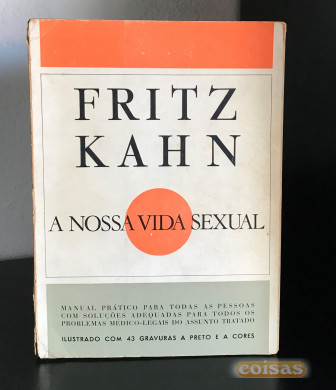 FRITZ
KAHN
A NOSSA VIDA SEXUAL
MANUAL PRÁTICO PARA TODAS AS PESSOAS
COM SOLUÇÕES ADEQUADAS PARA TODOS OS
PROBLEMAS MÉDICO-LEGAIS DO ASSUNTO TRATADO
ILUSTRADO COM 43 GRAVURAS A PRETO E A CORES
coisas